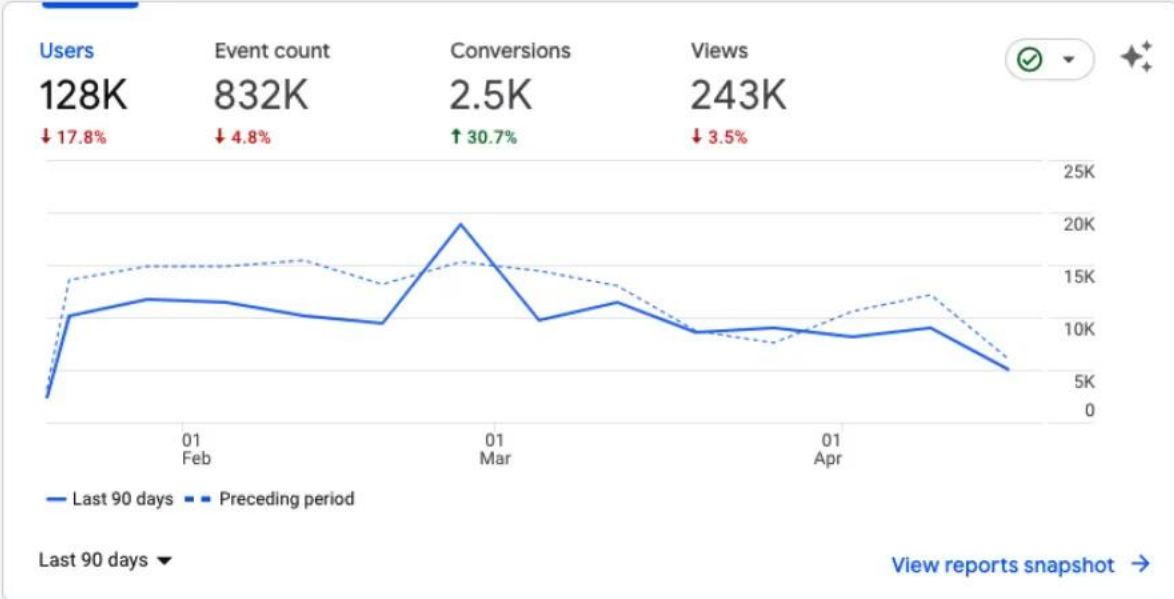 Users Event count Conversions Views
128K 832K 2.5K 243K
↓ 17.8% ↓ 4.8% ↑ 30.7% ↓ 3.5%
25K
20K
15K
10K
5K
0
01 01 01
Feb Mar Apr
Last 90 days Preceding period
Last 90 days View reports snapshot →